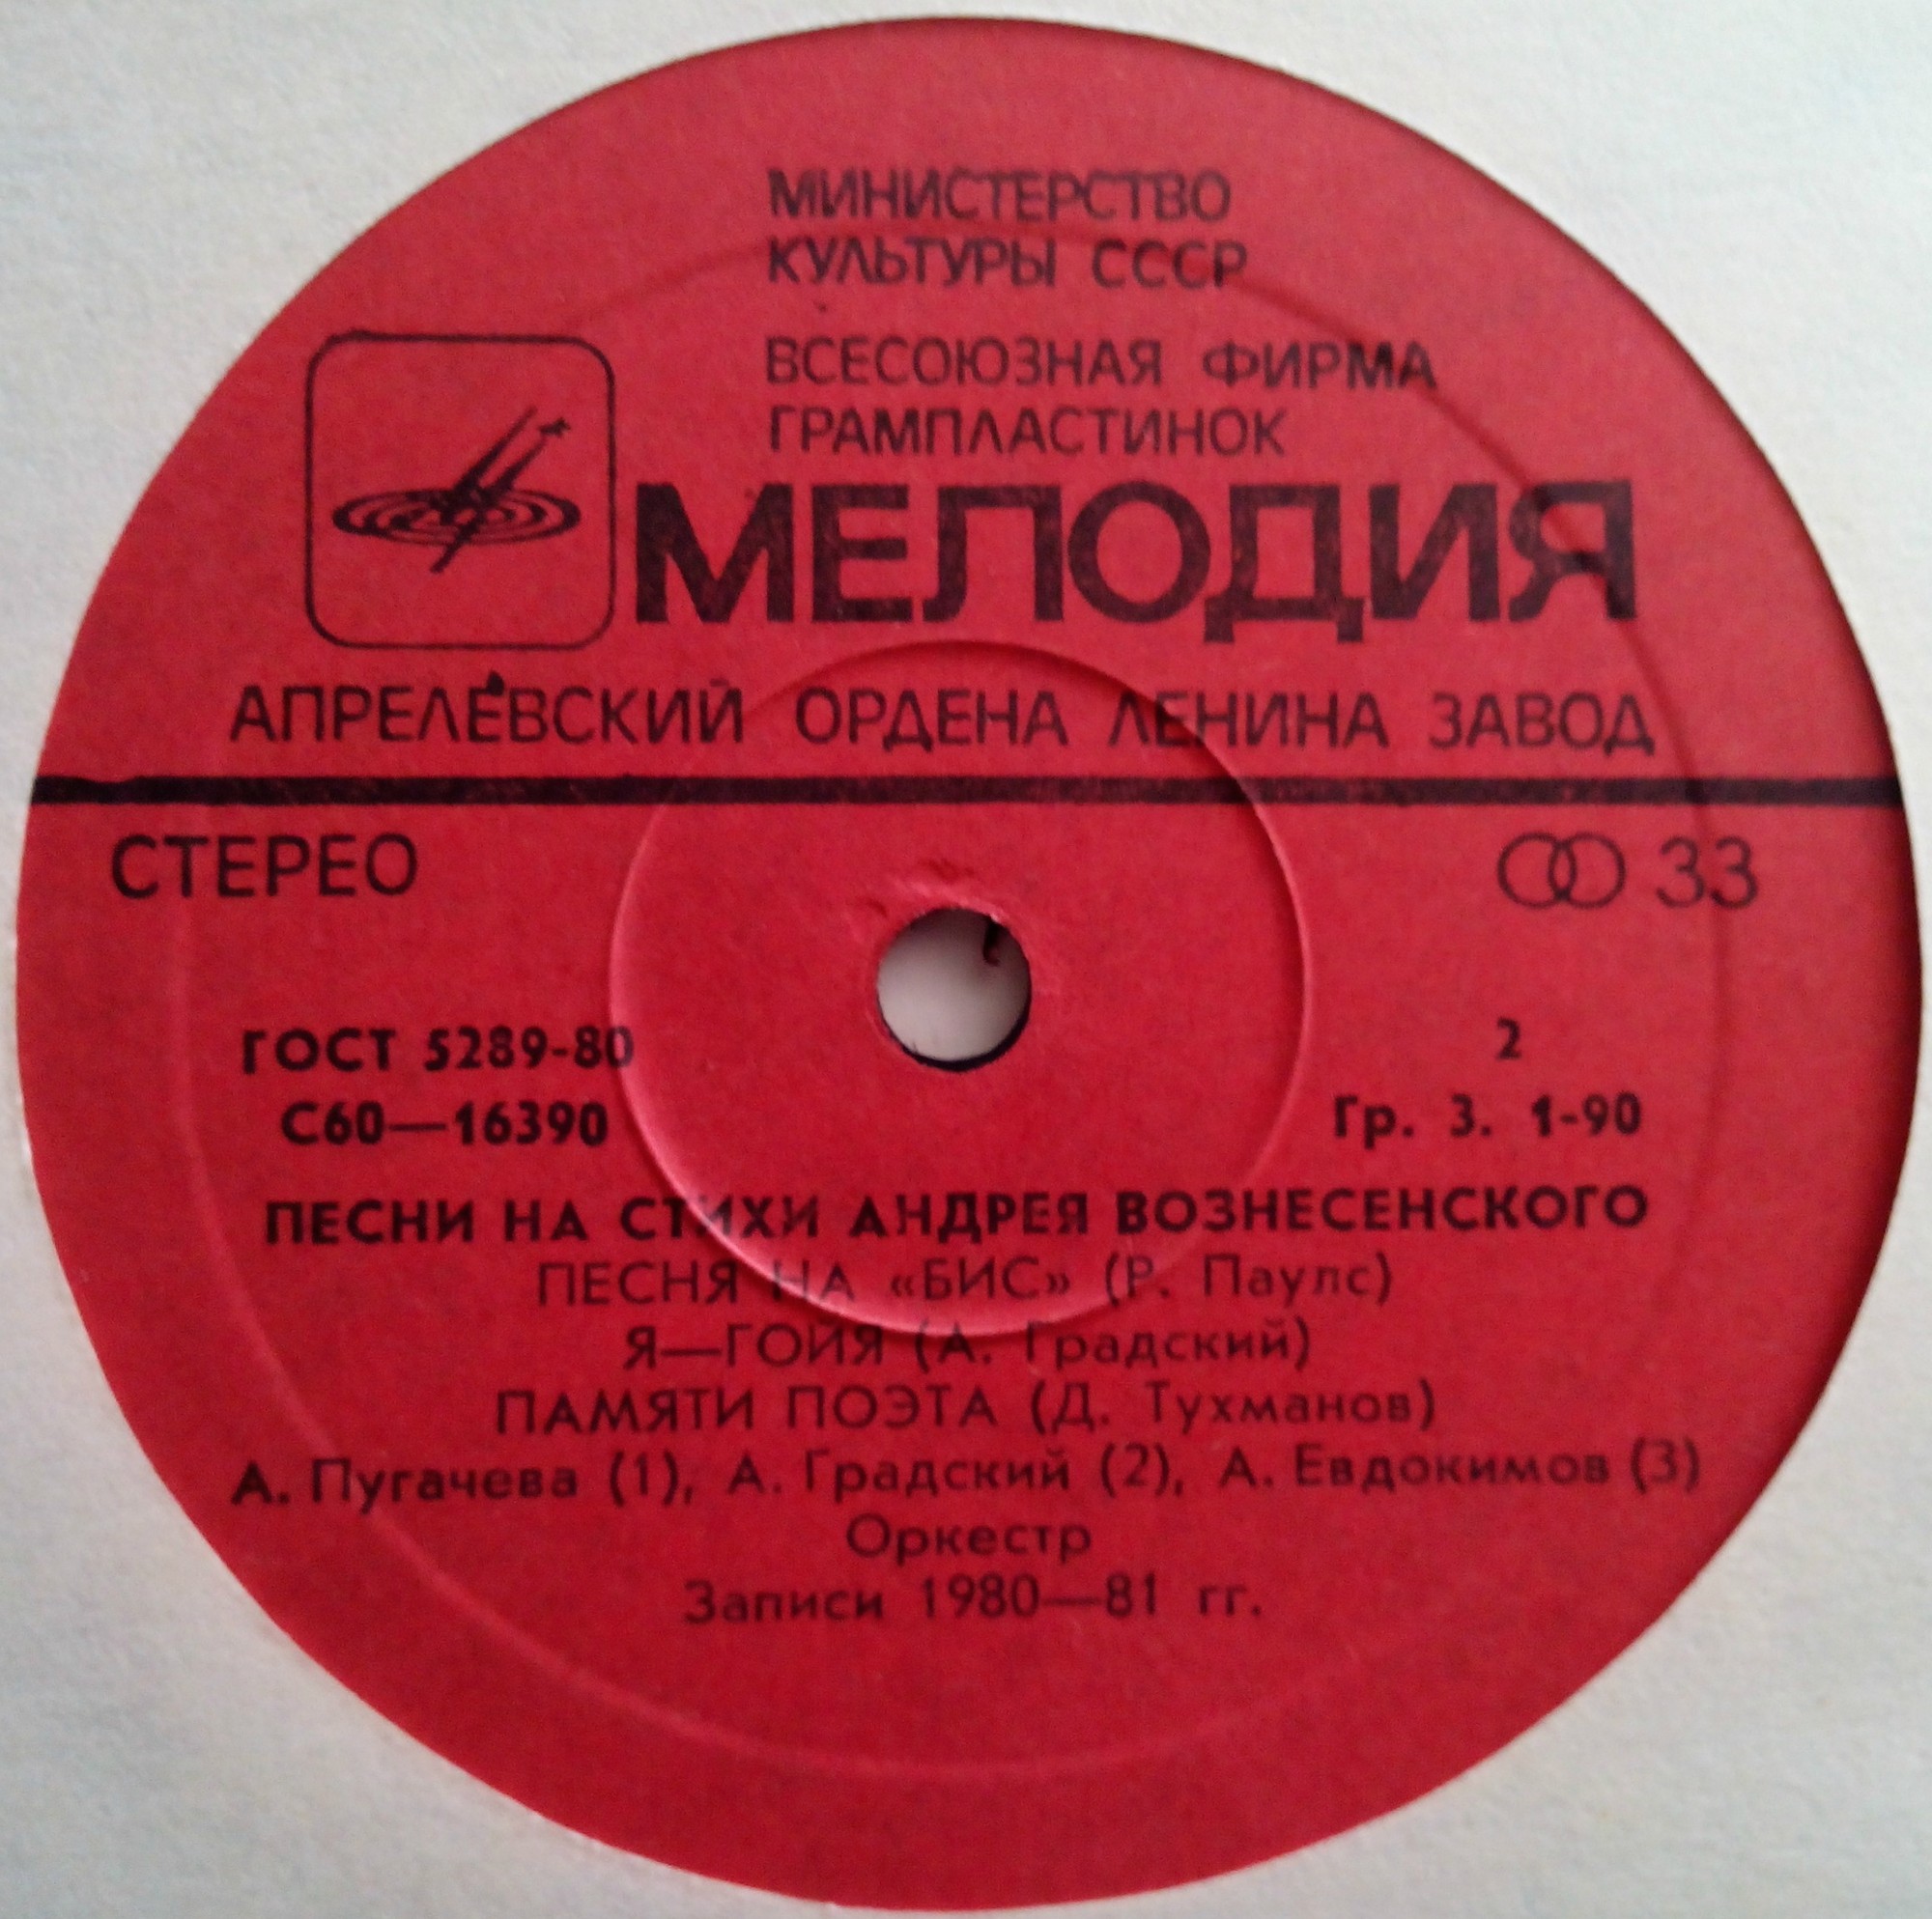 МИНИСТЕРСТВО
КУЛЬТУРЫ СССР
ВСЕСОЮЗНАЯ ФИРМА
ГРАМПЛАСТИНОК
МЕЛОДИЯ
АПРЕЛЕВСКИЙ ОРДЕНА ЛЕНИНА ЗАВОД
СТЕРЕО 33
ГОСТ 5289-80 2
С60—16390 Гр. 3. 1-90
ПЕСНИ НА СТИХИ АНДРЕЯ ВОЗНЕСЕНСКОГО
ПЕСНЯ НА «БИС» (Р. Паулс)
Я—ГОЙЯ (А. Градский)
ПАМЯТИ ПОЭТА (Д. Тухманов)
А. Пугачева (1), А. Градский (2), А. Евдокимов (3)
Оркестр
Записи 1980—81 гг.